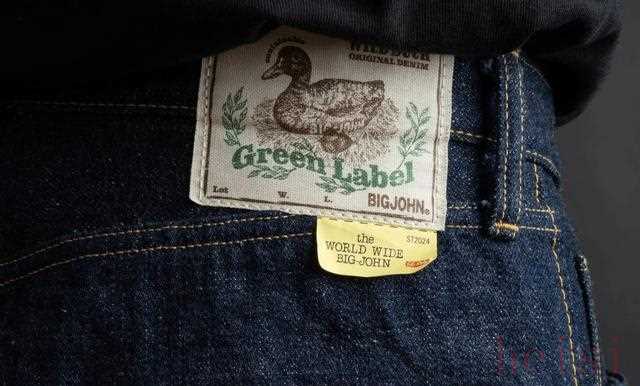 WILD DUCK
ORIGINAL DENIM
Green Label
Lot W. L. BIGJOHN®
the ST2024
WORLD WIDE
BIG-JOHN